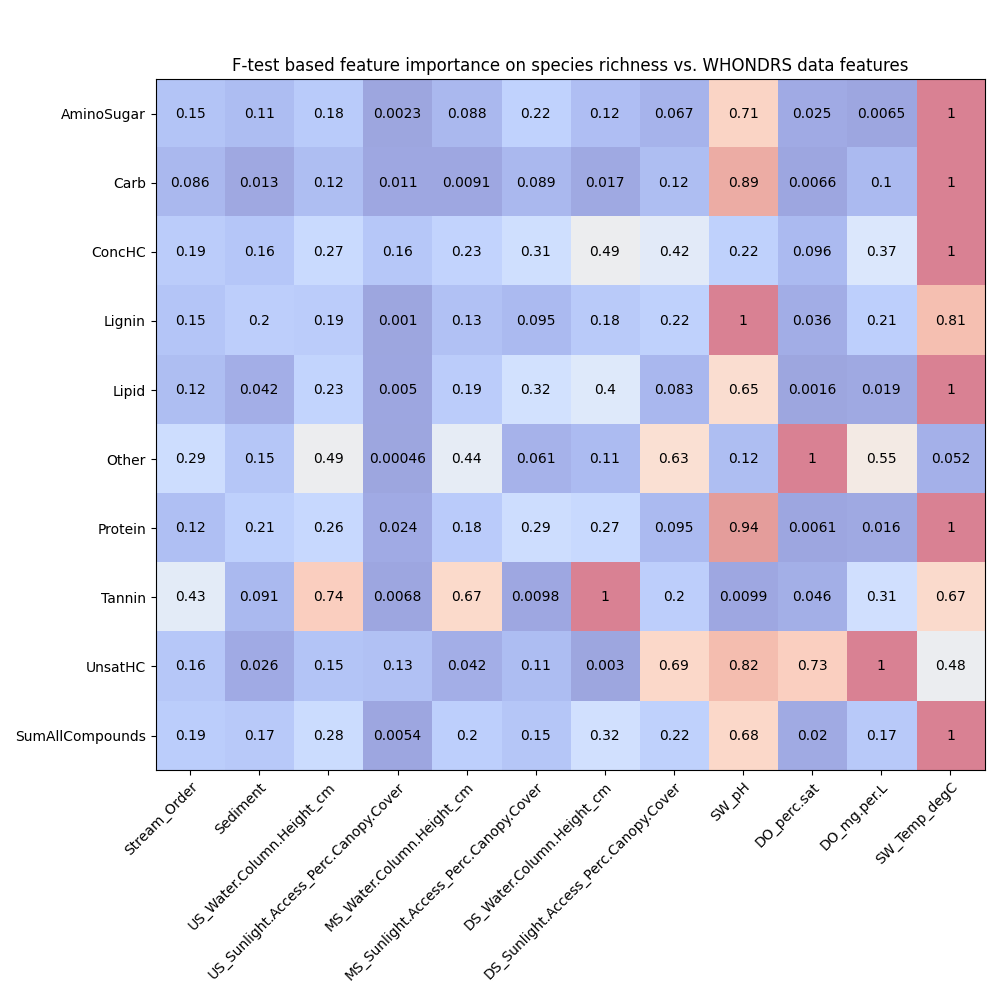 F-test based feature importance on species richness vs. WHONDRS data features
AminoSugar 0.15 0.11 0.18 0.0023 0.088 0.22 0.12 0.067 0.71 0.025 0.0065 1
Carb 0.086 0.013 0.12 0.011 0.0091 0.089 0.017 0.12 0.89 0.0066 0.1 1
ConcHC 0.19 0.16 0.27 0.16 0.23 0.31 0.49 0.42 0.22 0.096 0.37 1
Lignin 0.15 0.2 0.19 0.001 0.13 0.095 0.18 0.22 1 0.036 0.21 0.81
Lipid 0.12 0.042 0.23 0.005 0.19 0.32 0.4 0.083 0.65 0.0016 0.019 1
Other 0.29 0.15 0.49 0.00046 0.44 0.061 0.11 0.63 0.12 1 0.55 0.052
Protein 0.12 0.21 0.26 0.024 0.18 0.29 0.27 0.095 0.94 0.0061 0.016 1
Tannin 0.43 0.091 0.74 0.0068 0.67 0.0098 1 0.2 0.0099 0.046 0.31 0.67
UnsatHC 0.16 0.026 0.15 0.13 0.042 0.11 0.003 0.69 0.82 0.73 1 0.48
SumAllCompounds 0.19 0.17 0.28 0.0054 0.2 0.15 0.32 0.22 0.68 0.02 0.17 1
Stream_Order
Sediment
US_Water.Column.Height_cm
US_Sunlight.Access_Perc.Canopy.Cover
MS_Water.Column.Height_cm
MS_Sunlight.Access_Perc.Canopy.Cover
DS_Water.Column.Height_cm
DS_Sunlight.Access_Perc.Canopy.Cover
SW_pH
DO_perc.sat
DO_mg.per.L
SW_Temp_degC